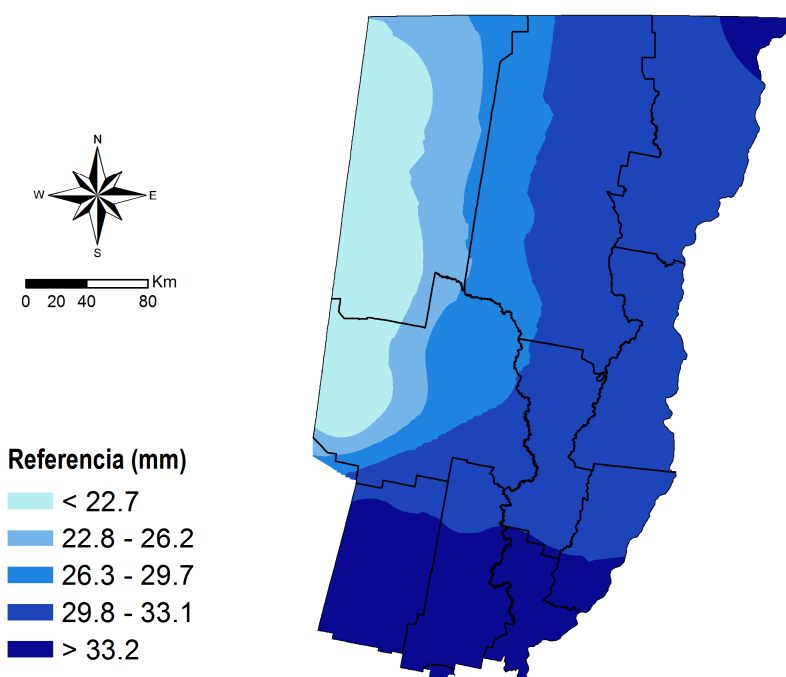 N
W E
S
Km
0 20 40 80
Referencia (mm)
< 22.7
22.8 - 26.2
26.3 - 29.7
29.8 - 33.1
> 33.2